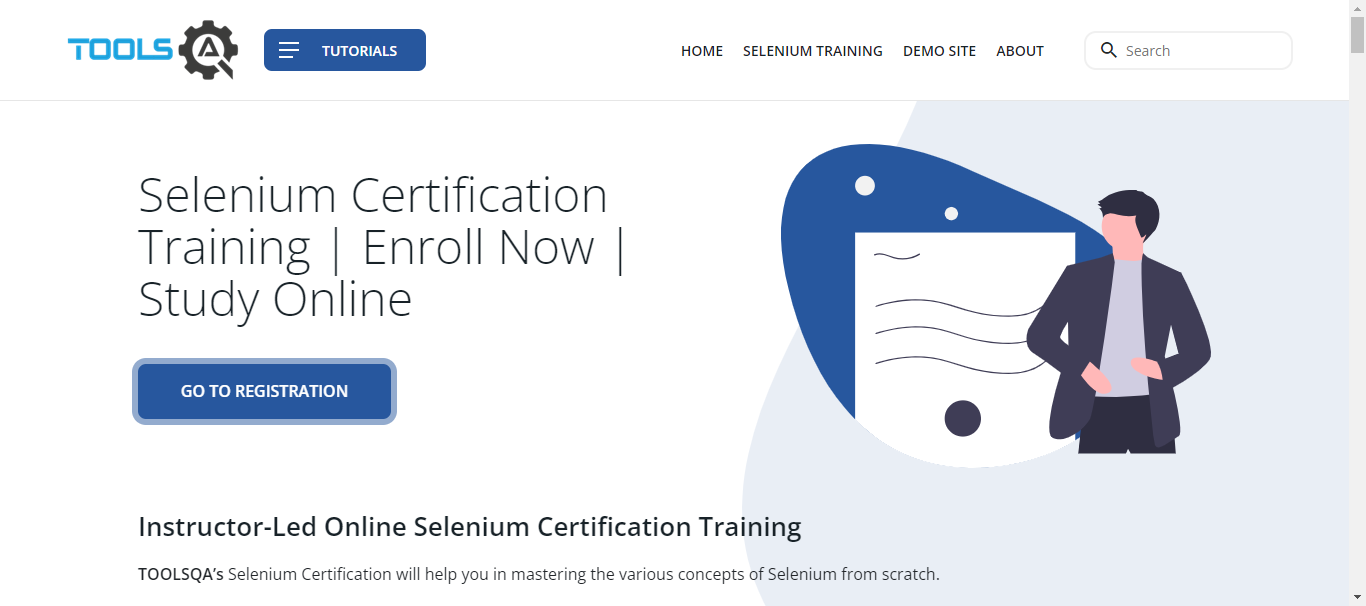 TOOLS QA
TUTORIALS
HOME SELENIUM TRAINING DEMO SITE ABOUT
Search
Selenium Certification
Training | Enroll Now |
Study Online
GO TO REGISTRATION
Instructor-Led Online Selenium Certification Training
TOOLSQA’s Selenium Certification will help you in mastering the various concepts of Selenium from scratch.